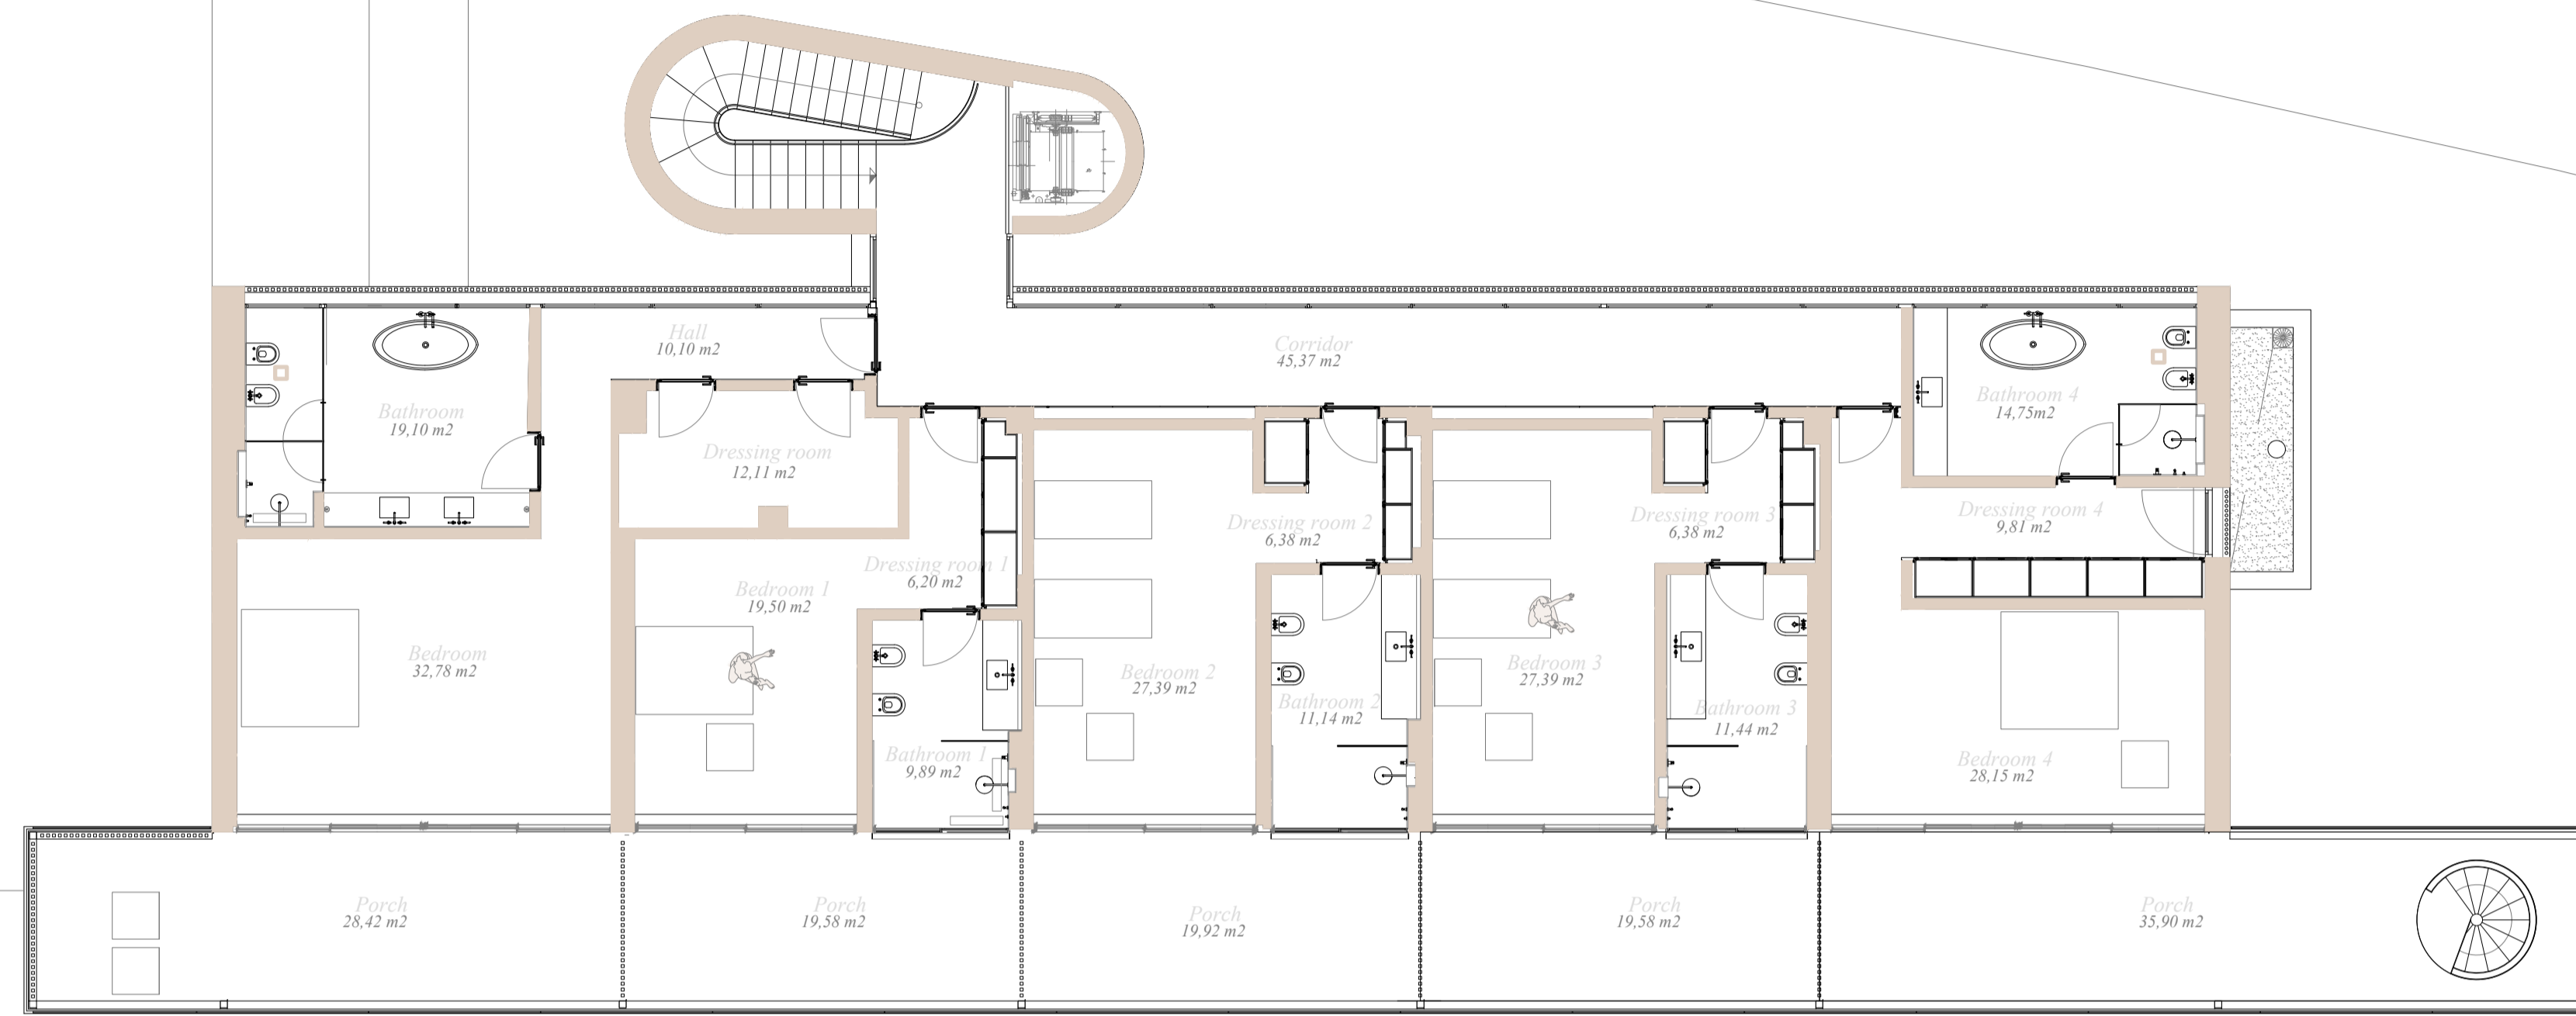 Hall
10,10 m2
Corridor
45,37 m2
Bathroom
19,10 m2
Bathroom 4
14,75m2
Dressing room
12,11 m2
Dressing room 1
6,20 m2
Dressing room 2
6,38 m2
Dressing room 3
6,38 m2
Dressing room 4
9,81 m2
Bedroom
32,78 m2
Bedroom 1
19,50 m2
Bathroom 1
9,89 m2
Bedroom 2
27,39 m2
Bathroom 2
11,14 m2
Bedroom 3
27,39 m2
Bathroom 3
11,44 m2
Bedroom 4
28,15 m2
Porch
28,42 m2
Porch
19,58 m2
Porch
19,92 m2
Porch
19,58 m2
Porch
35,90 m2